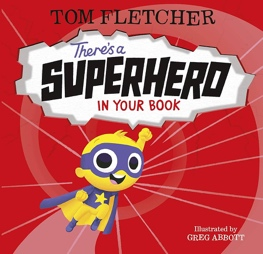 TOM FLETCHER
There's a
SUPERHERO
IN YOUR BOOK
Illustrated by
GREG ABBOTT